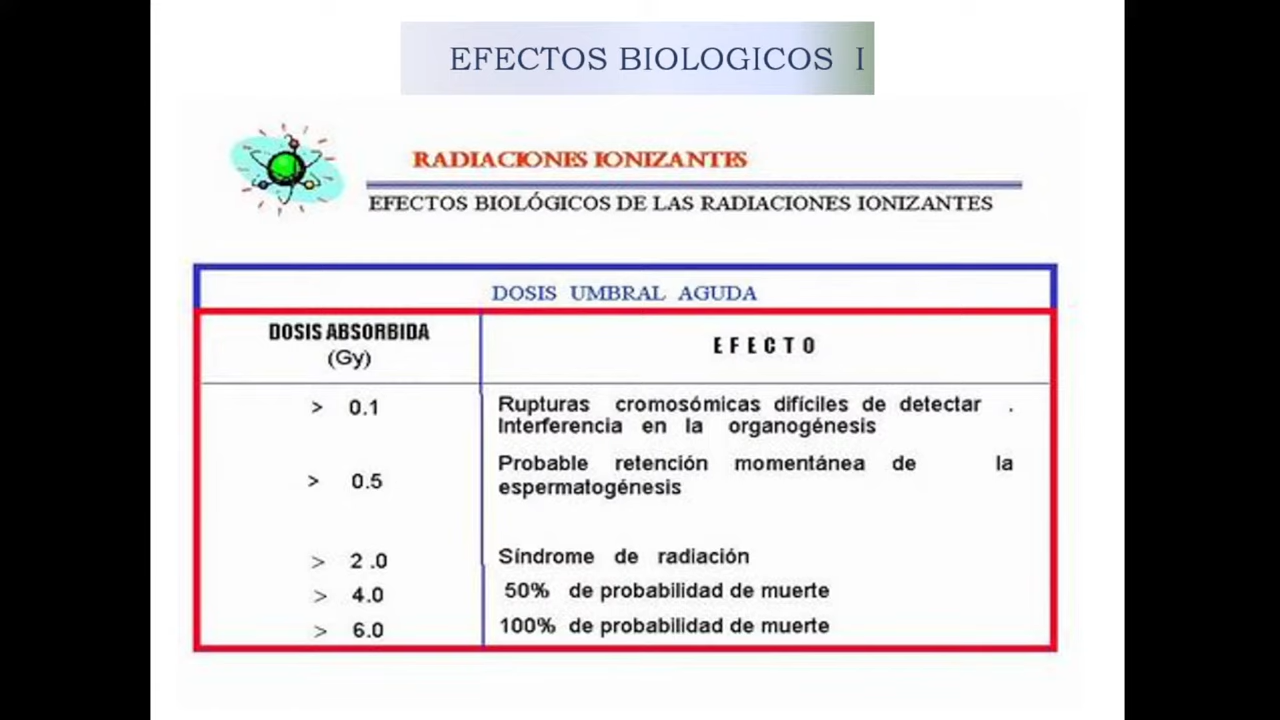 EFECTOS BIOLOGICOS I
RADIACIONES IONIZANTES
EFECTOS BIOLÓGICOS DE LAS RADIACIONES IONIZANTES
DOSIS UMBRAL AGUDA
DOSIS ABSORBIDA
(Gy)
EFECTO
> 0.1
Rupturas cromosómicas difíciles de detectar .
Interferencia en la organogénesis
> 0.5
Probable retención momentánea de la
espermatogénesis
> 2 .0
Síndrome de radiación
> 4.0
50% de probabilidad de muerte
> 6.0
100% de probabilidad de muerte